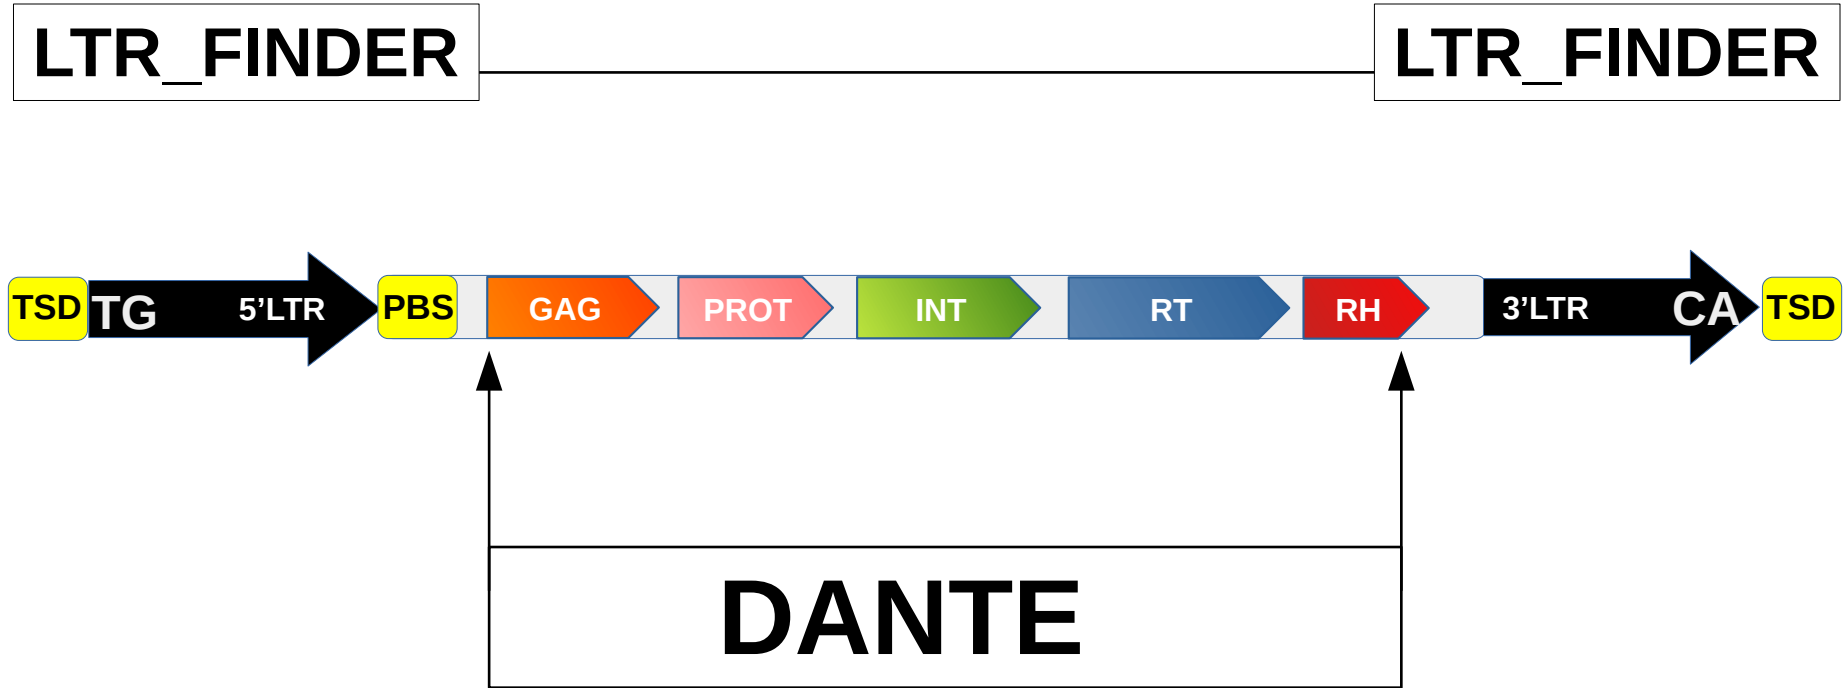 LTR_FINDER LTR_FINDER
TSD TG 5’LTR PBS GAG PROT INT RT RH 3’LTR CA TSD
DANTE